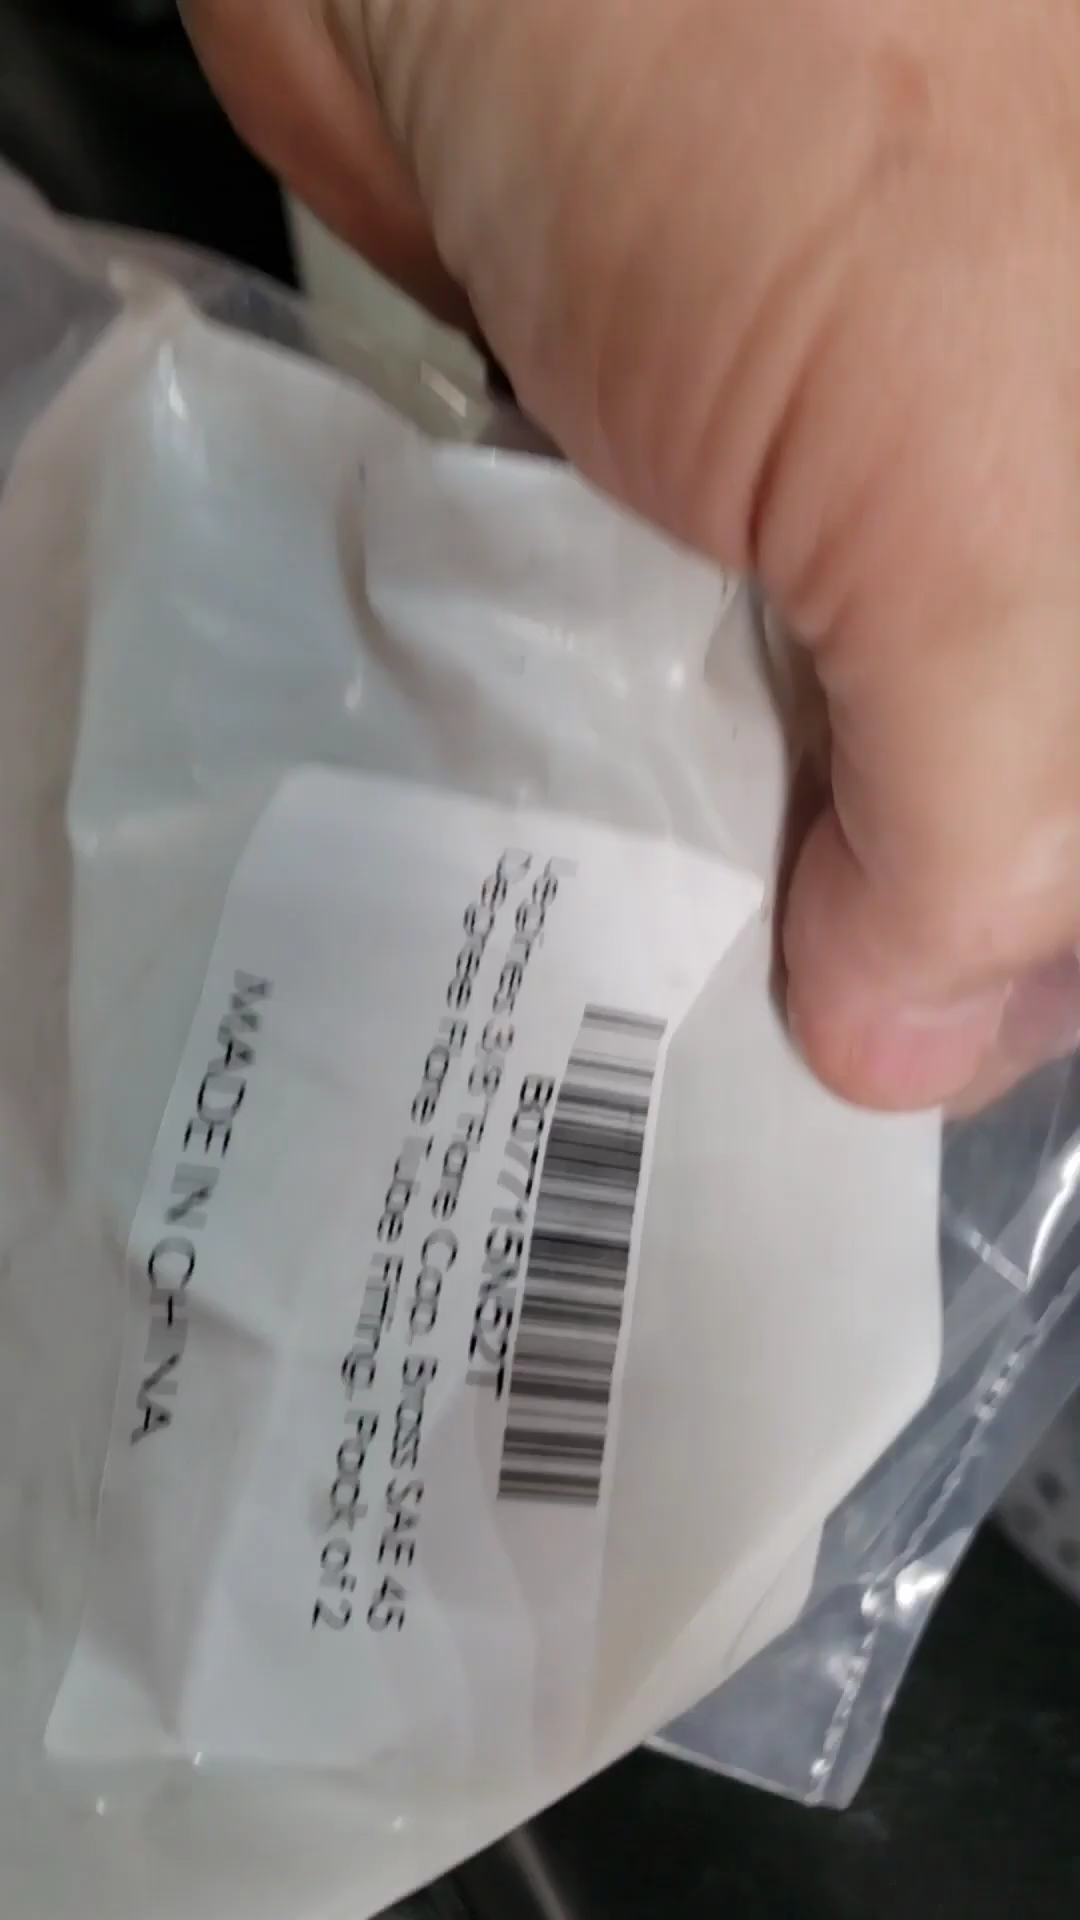 B07715N52T
Legines 3/8" Flare Cap, Brass SAE 45
Degree Flare Tube Fitting, Pack of 2
MADE IN CHINA